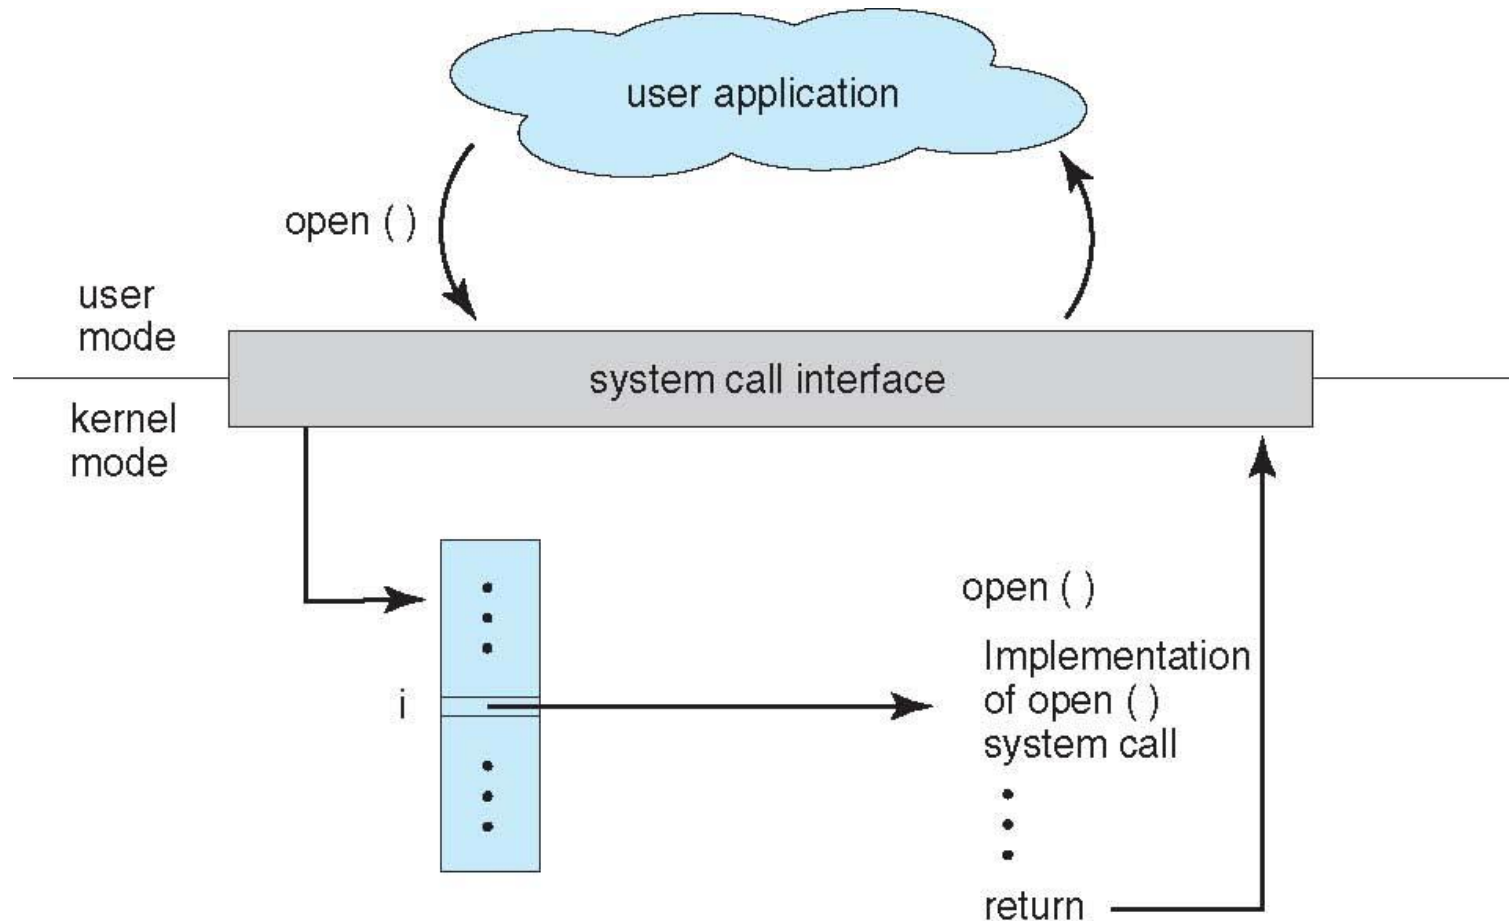 user application
open ( )
user
mode
system call interface
kernel
mode
open ( )
Implementation
of open ( )
system call
i
return